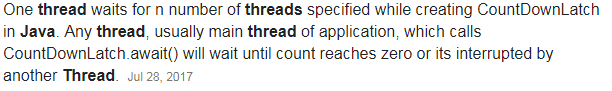 One thread waits for n number of threads specified while creating CountDownLatch
in Java. Any thread, usually main thread of application, which calls
CountDownLatch.await() will wait until count reaches zero or its interrupted by
another Thread. Jul 28, 2017